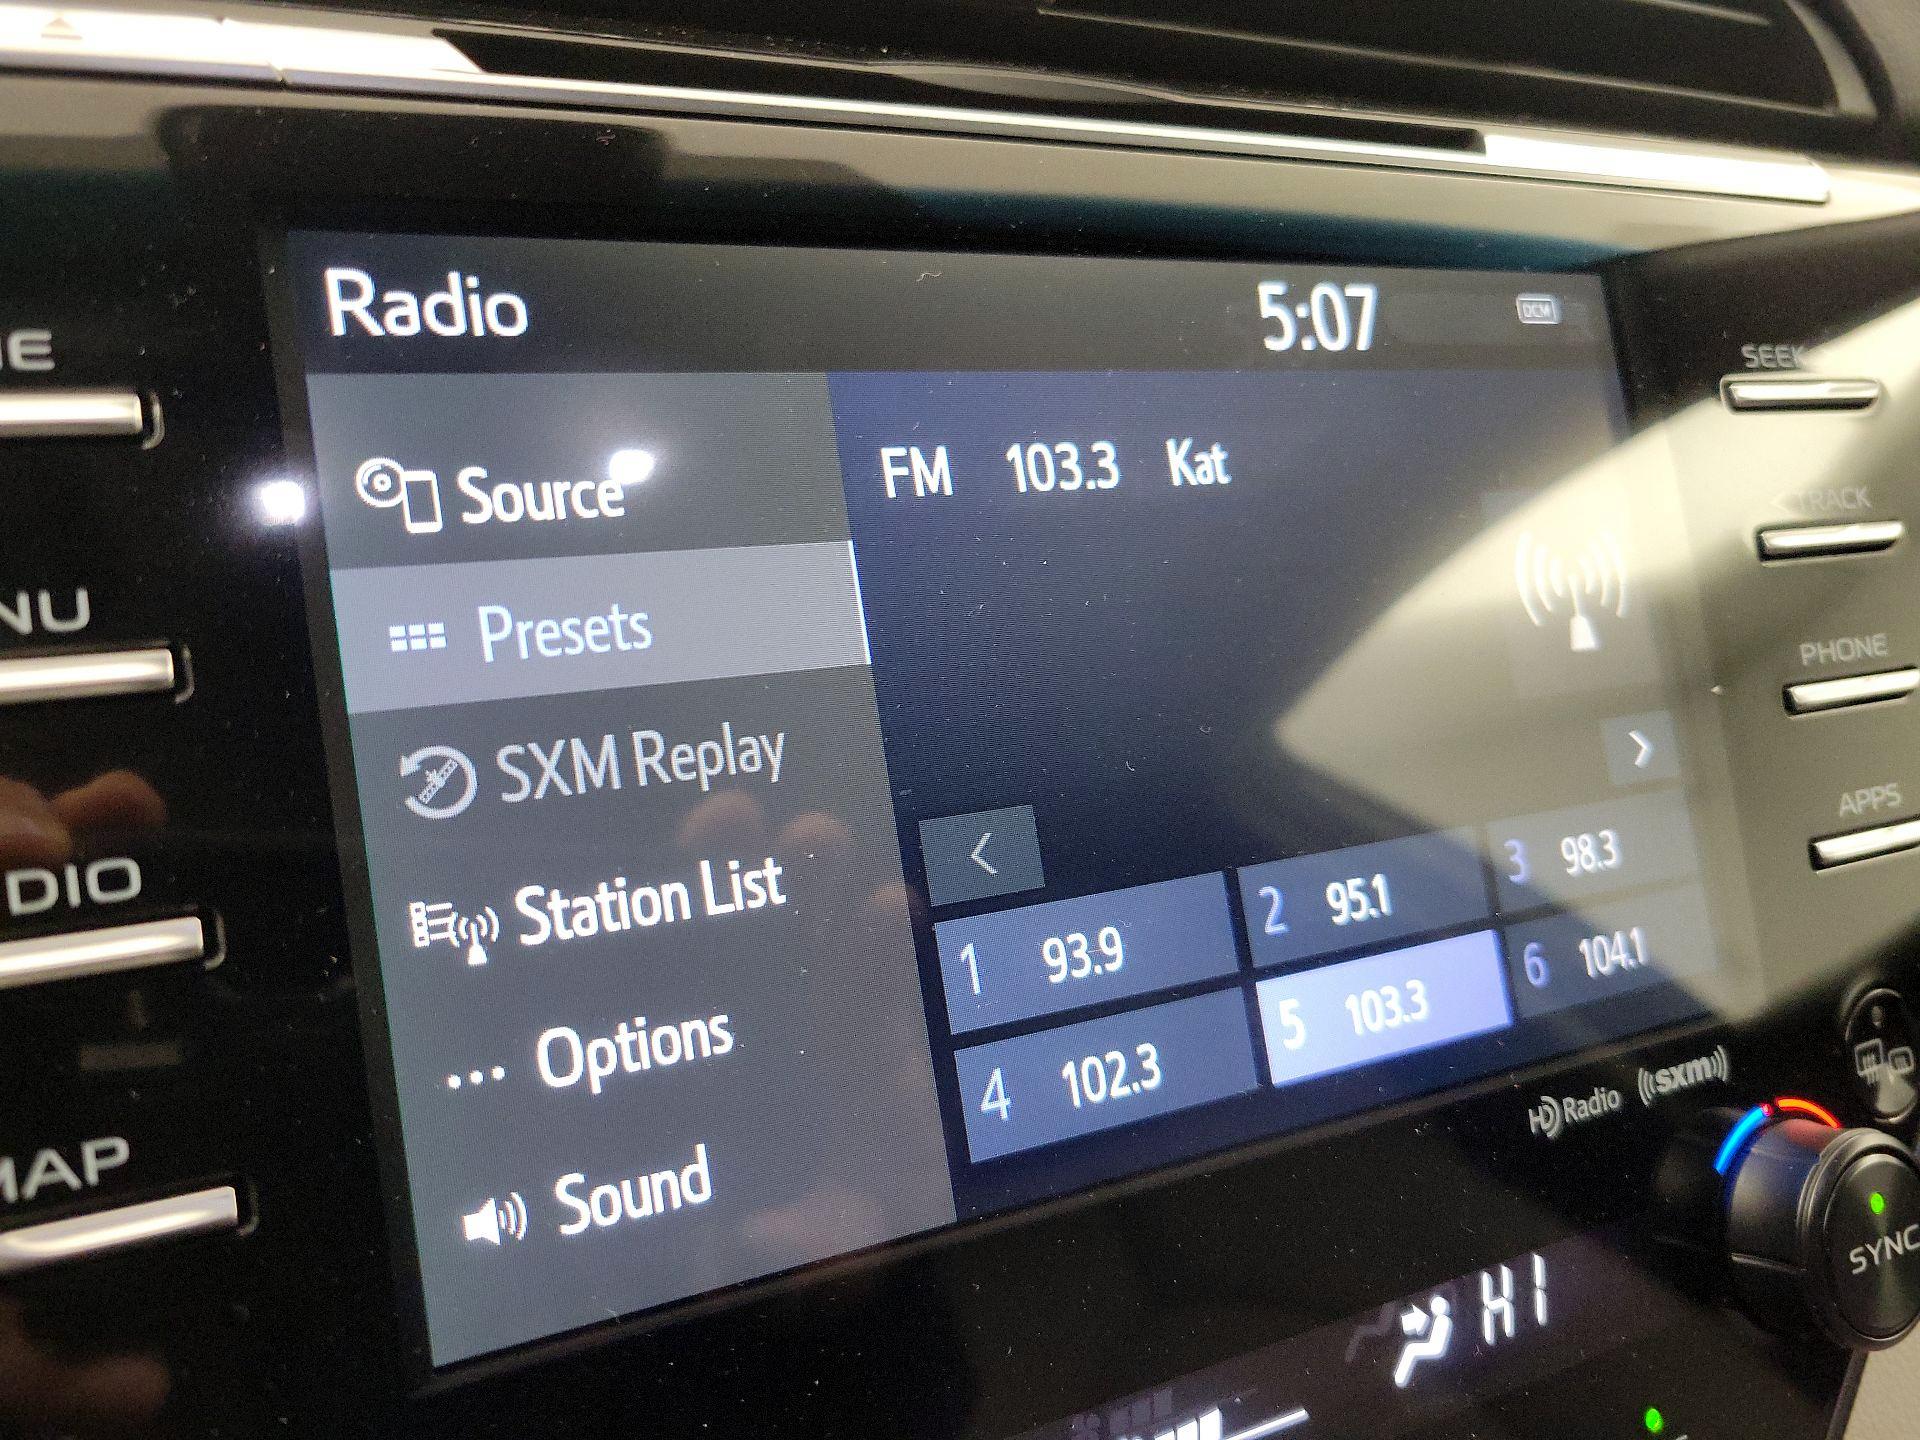 Radio 5:07 DCM
SEEK
Source
FM 103.3 Kat
< TRACK
Presets
NU
PHONE
SXM Replay
>
APPS
<
DIO
Station List
1 93.9
2 95.1
3 98.3
4 102.3
5 103.3
6 104.1
Options
HD Radio ((sxm))
MAP
Sound
SYNC
HI